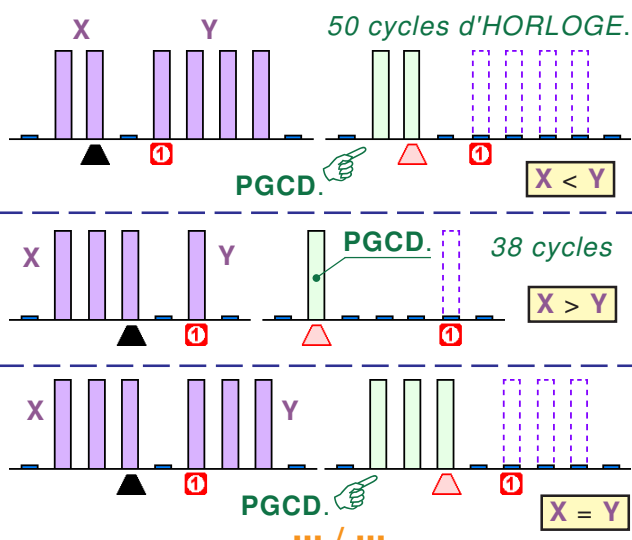 X Y 50 cycles d'HORLOGE.
1 1
PGCD.
X < Y
X Y PGCD. 38 cycles
X > Y
1 1
X Y
1 1
PGCD.
X = Y
... / ...